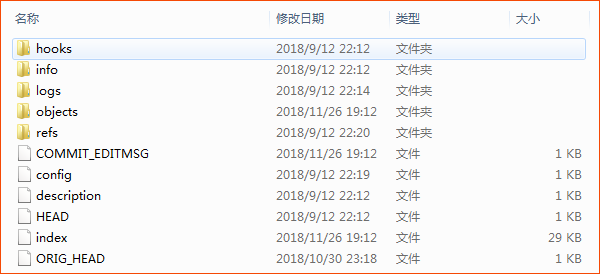 名称 修改日期 类型 大小
hooks 2018/9/12 22:12 文件夹
info 2018/9/12 22:12 文件夹
logs 2018/9/12 22:14 文件夹
objects 2018/11/26 19:12 文件夹
refs 2018/9/12 22:20 文件夹
COMMIT_EDITMSG 2018/11/26 19:12 文件 1 KB
config 2018/9/12 22:19 文件 1 KB
description 2018/9/12 22:12 文件 1 KB
HEAD 2018/9/12 22:12 文件 1 KB
index 2018/11/26 19:12 文件 29 KB
ORIG_HEAD 2018/10/30 23:18 文件 1 KB